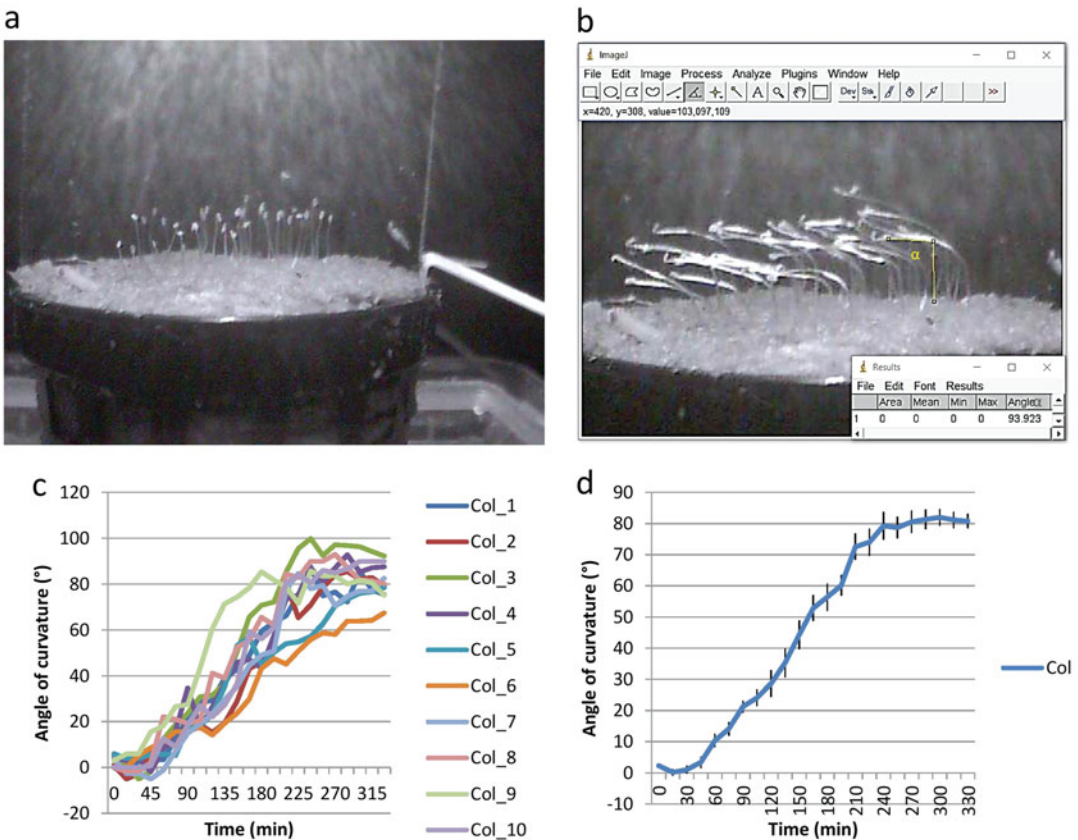 a
b
ImageJ
File Edit Image Process Analyze Plugins Window Help
A Dev Stk >>
x=420, y=308, value=103,097,109
α
Results
File Edit Font Results
Area Mean Min Max Angleα
1 0 0 0 0 93.923
c
Angle of curvature (°)
120
100
80
60
40
20
0
-20
0 45 90 135 180 225 270 315
Time (min)
Col_1
Col_2
Col_3
Col_4
Col_5
Col_6
Col_7
Col_8
Col_9
Col_10
d
Angle of curvature (°)
90
80
70
60
50
40
30
20
10
0
-10
0 30 60 90 120 150 180 210 240 270 300 330
Time (min)
Col